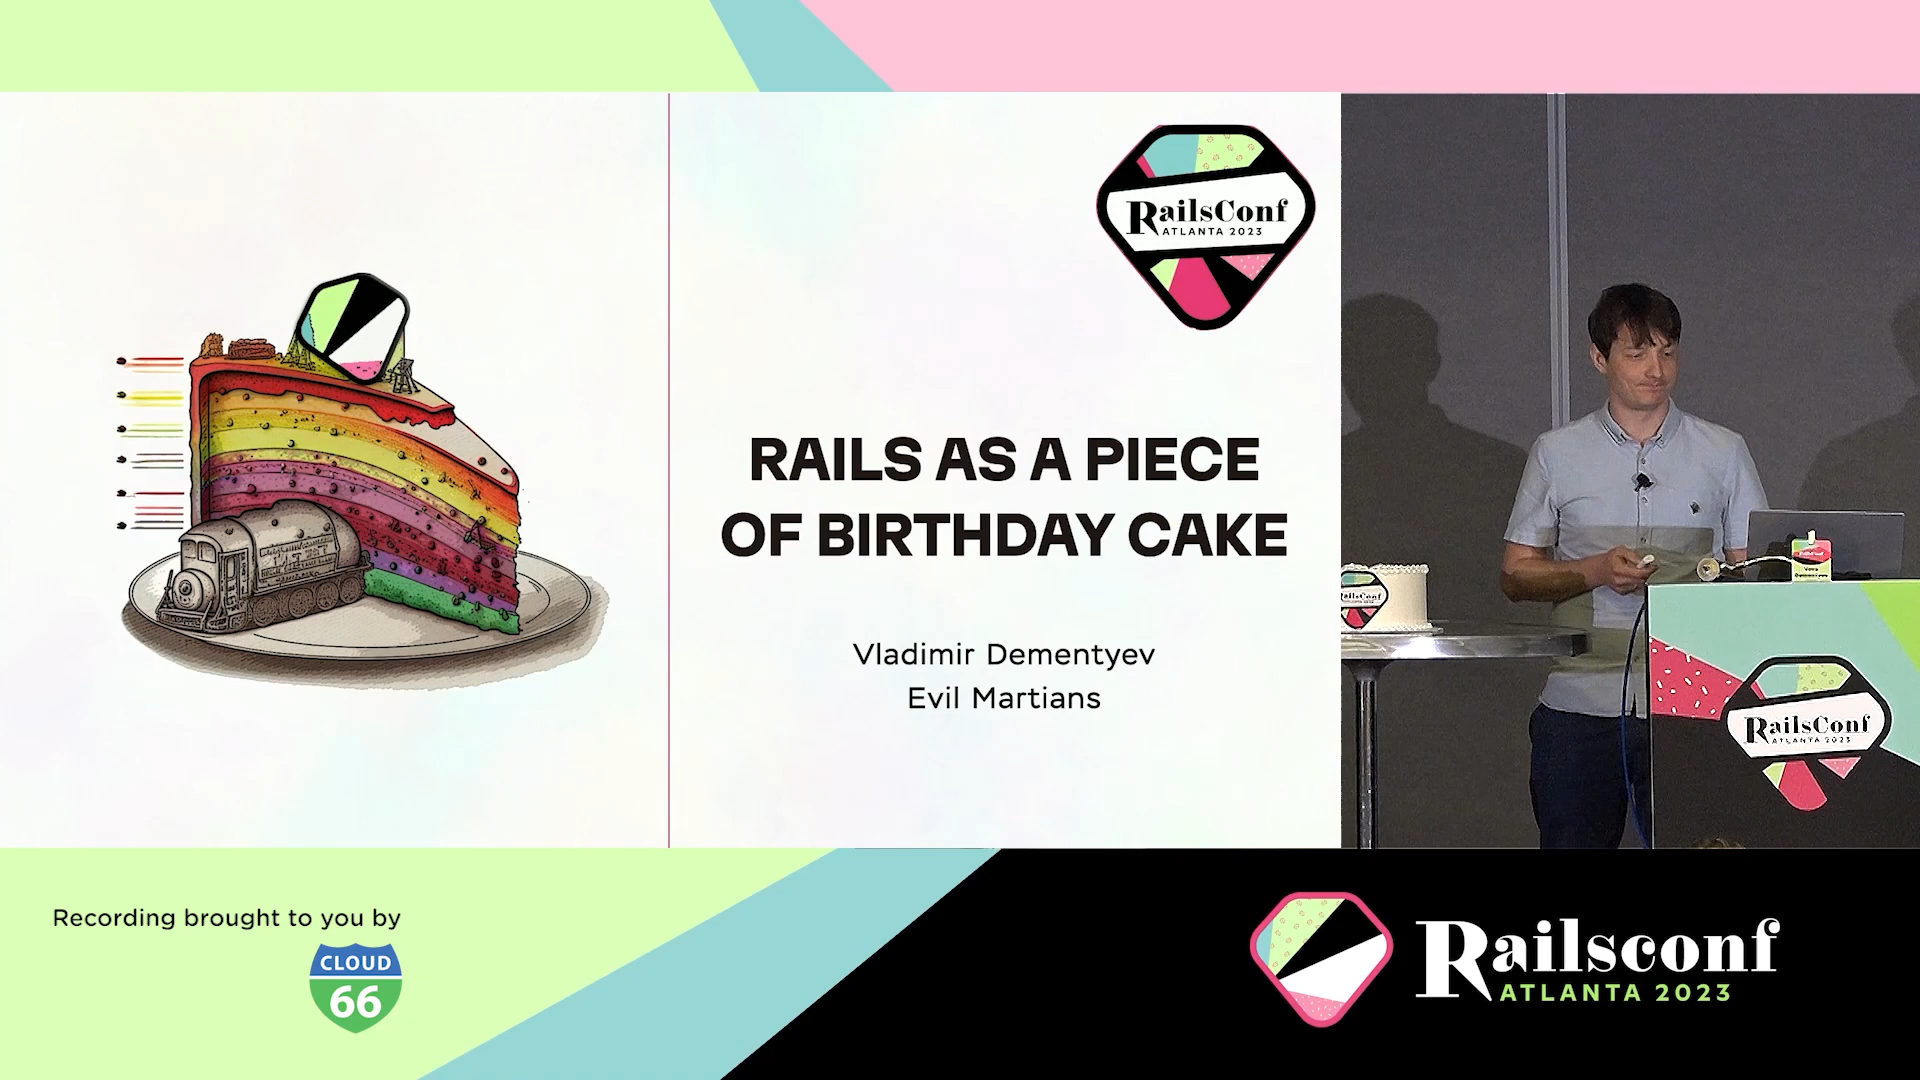 RailsConf
ATLANTA 2023
RAILS AS A PIECE
OF BIRTHDAY CAKE
Vladimir Dementyev
Evil Martians
RailsConf
RailsConf
ATLANTA 2023
Recording brought to you by
CLOUD
66
Railsconf
ATLANTA 2023